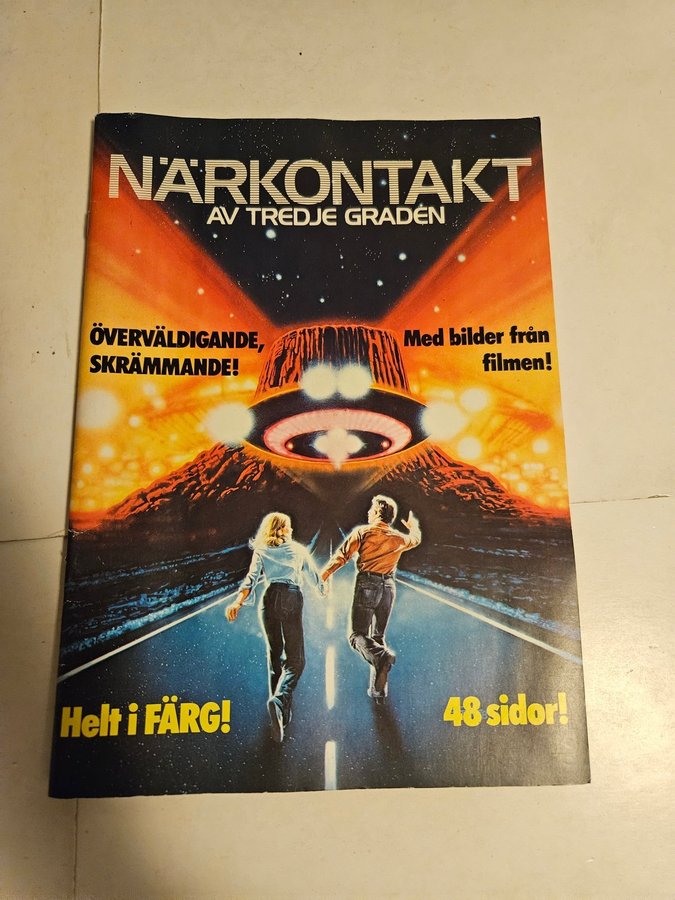 NÄRKONTAKT
AV TREDJE GRADEN
ÖVERVÄLDIGANDE,
SKRÄMMANDE!
Med bilder från
filmen!
Helt i FÄRG!
48 sidor!